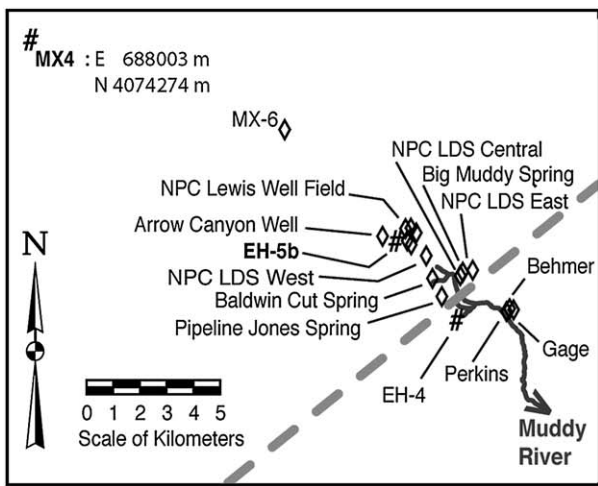 #
MX4 : E 688003 m
N 4074274 m
MX-6
NPC LDS Central
Big Muddy Spring
NPC LDS East
NPC Lewis Well Field
Arrow Canyon Well
EH-5b
#
NPC LDS West
Behmer
Baldwin Cut Spring
Pipeline Jones Spring
#
Gage
Perkins
EH-4
N
0 1 2 3 4 5
Scale of Kilometers
Muddy
River